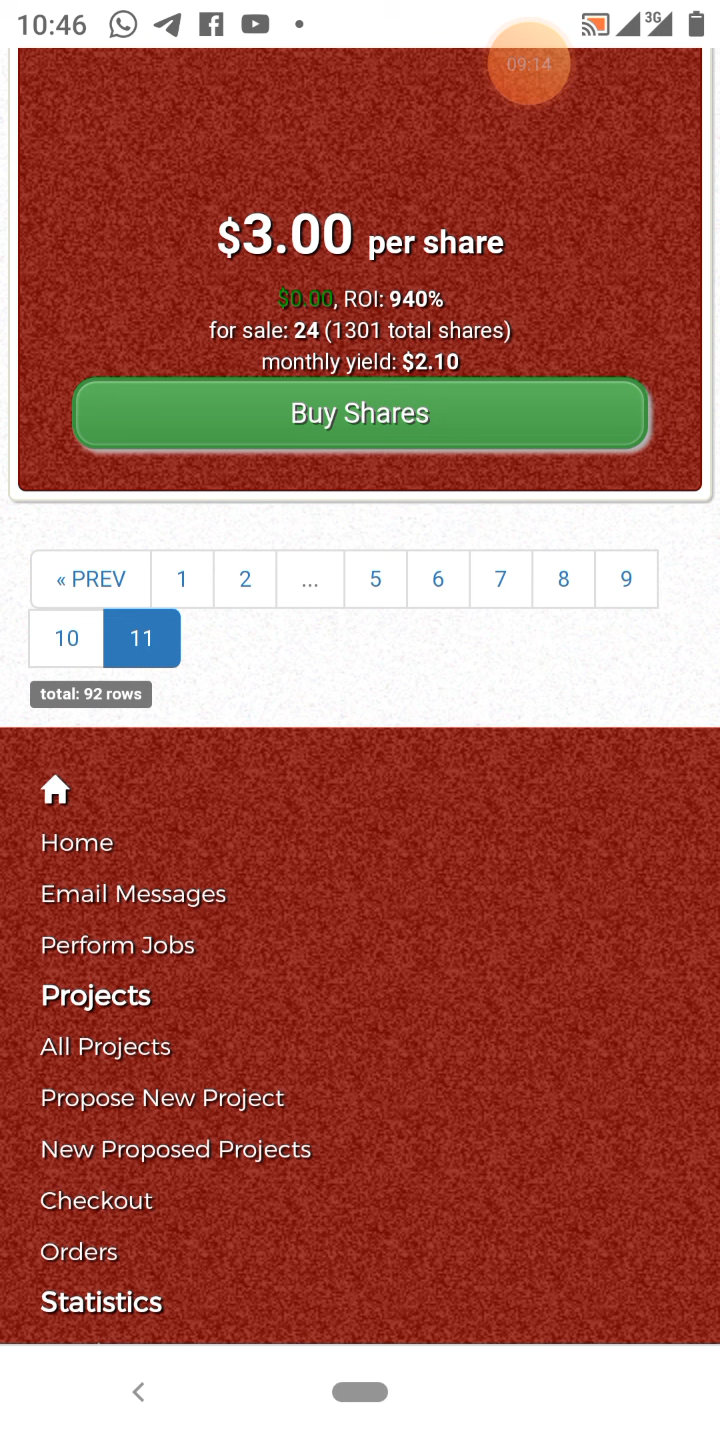 10:46
3G
09:14
$3.00 per share
$0.00, ROI: 940%
for sale: 24 (1301 total shares)
monthly yield: $2.10
Buy Shares
« PREV 1 2 ... 5 6 7 8 9
10 11
total: 92 rows
Home
Email Messages
Perform Jobs
Projects
All Projects
Propose New Project
New Proposed Projects
Checkout
Orders
Statistics